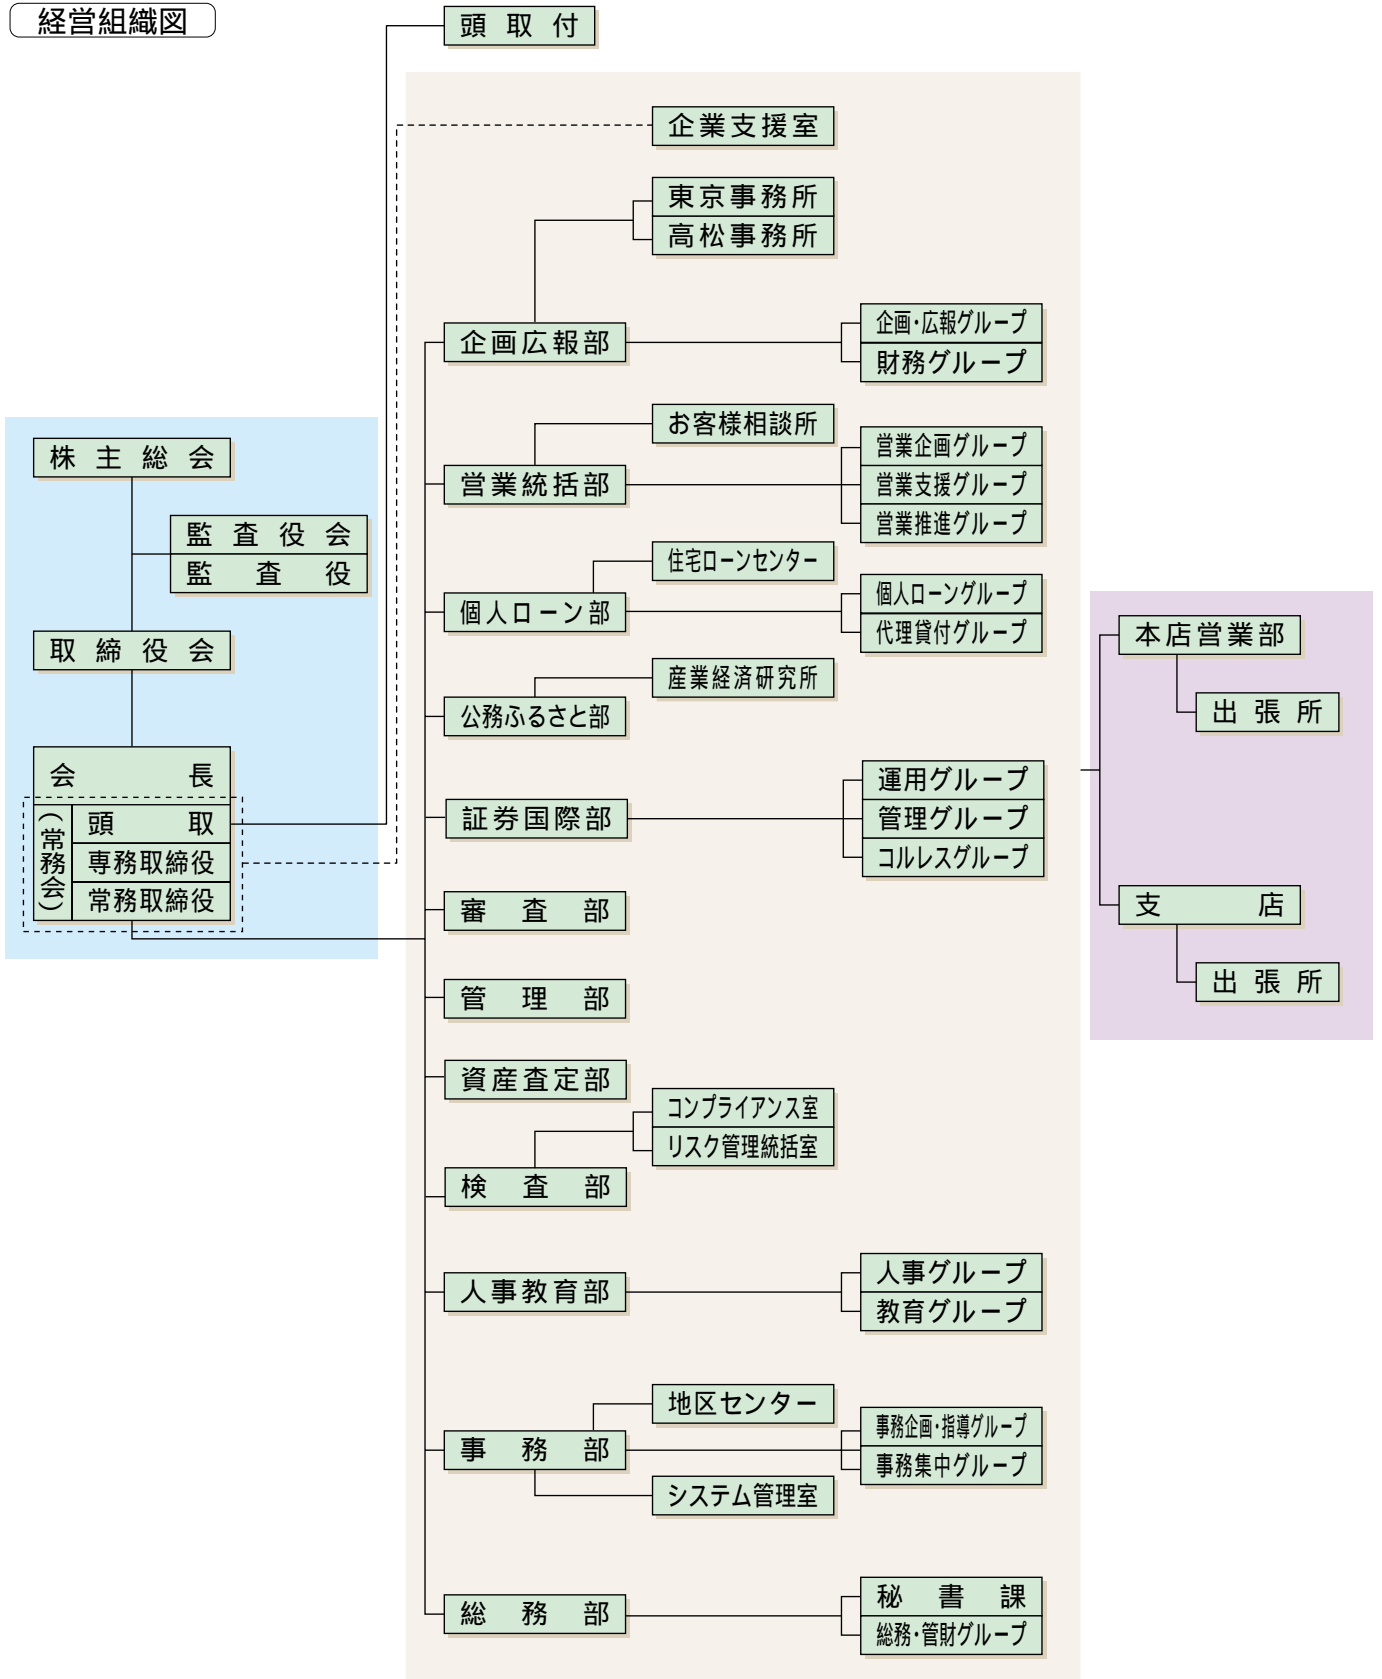 経営組織図
頭取付
企業支援室
東京事務所
高松事務所
企画広報部
企画・広報グループ
財務グループ
お客様相談所
営業統括部
営業企画グループ
営業支援グループ
営業推進グループ
住宅ローンセンター
個人ローン部
個人ローングループ
代理貸付グループ
産業経済研究所
公務ふるさと部
証券国際部
運用グループ
管理グループ
コルレスグループ
審査部
管理部
資産査定部
コンプライアンス室
リスク管理統括室
検査部
人事教育部
人事グループ
教育グループ
地区センター
事務部
事務企画・指導グループ
事務集中グループ
システム管理室
総務部
秘書課
総務・管財グループ
株主総会
監査役会
監査役
取締役会
会長
(常務会)
頭取
専務取締役
常務取締役
本店営業部
出張所
支店
出張所